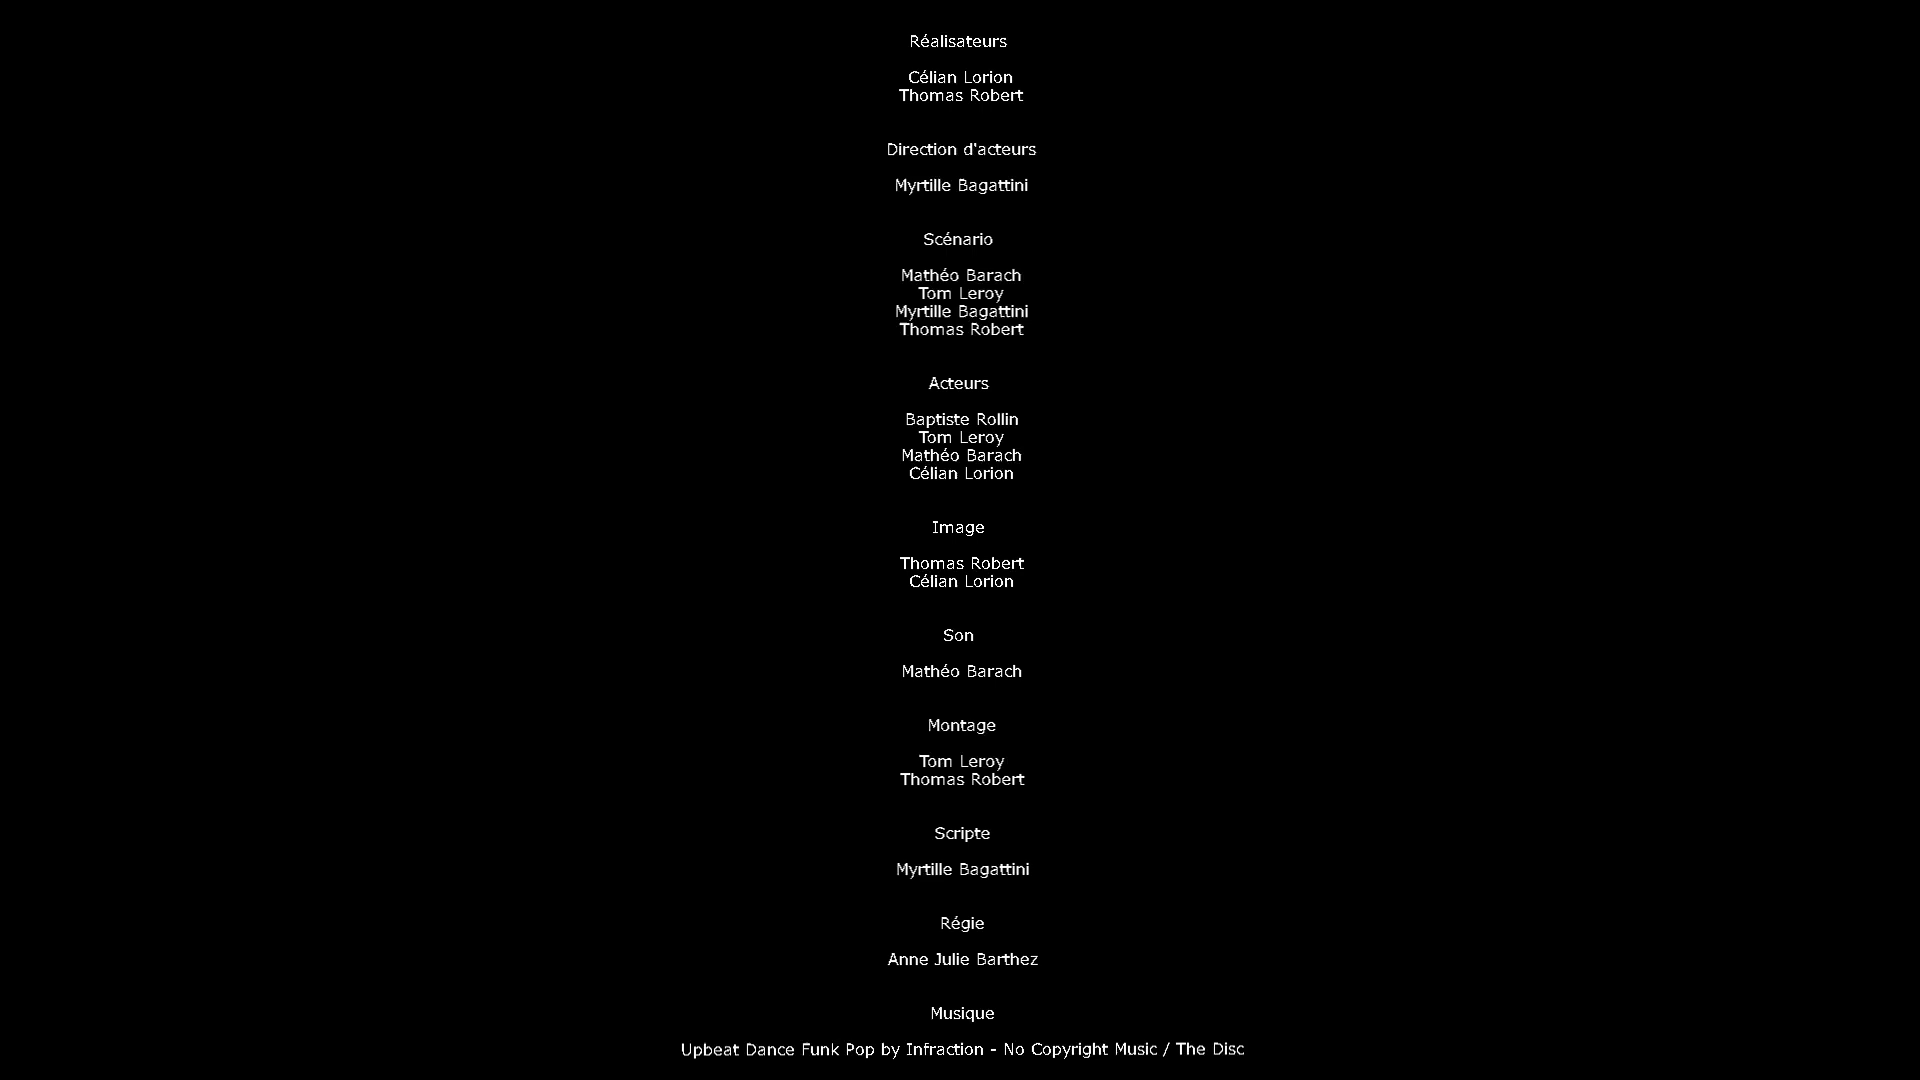 Réalisateurs
Célian Lorion
Thomas Robert
Direction d'acteurs
Myrtille Bagattini
Scénario
Mathéo Barach
Tom Leroy
Myrtille Bagattini
Thomas Robert
Acteurs
Baptiste Rollin
Tom Leroy
Mathéo Barach
Célian Lorion
Image
Thomas Robert
Célian Lorion
Son
Mathéo Barach
Montage
Tom Leroy
Thomas Robert
Scripte
Myrtille Bagattini
Régie
Anne Julie Barthez
Musique
Upbeat Dance Funk Pop by Infraction - No Copyright Music / The Disc